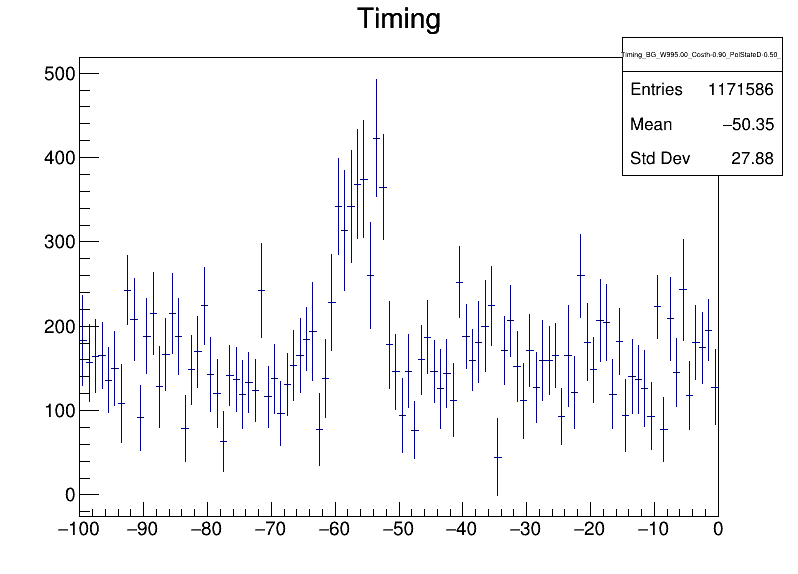 Timing
Timing_BG_W995.00_Costh-0.90_PolStateD-0.50_
Entries 1171586
Mean −50.35
Std Dev 27.88
500
400
300
200
100
0
−100 −90 −80 −70 −60 −50 −40 −30 −20 −10 0